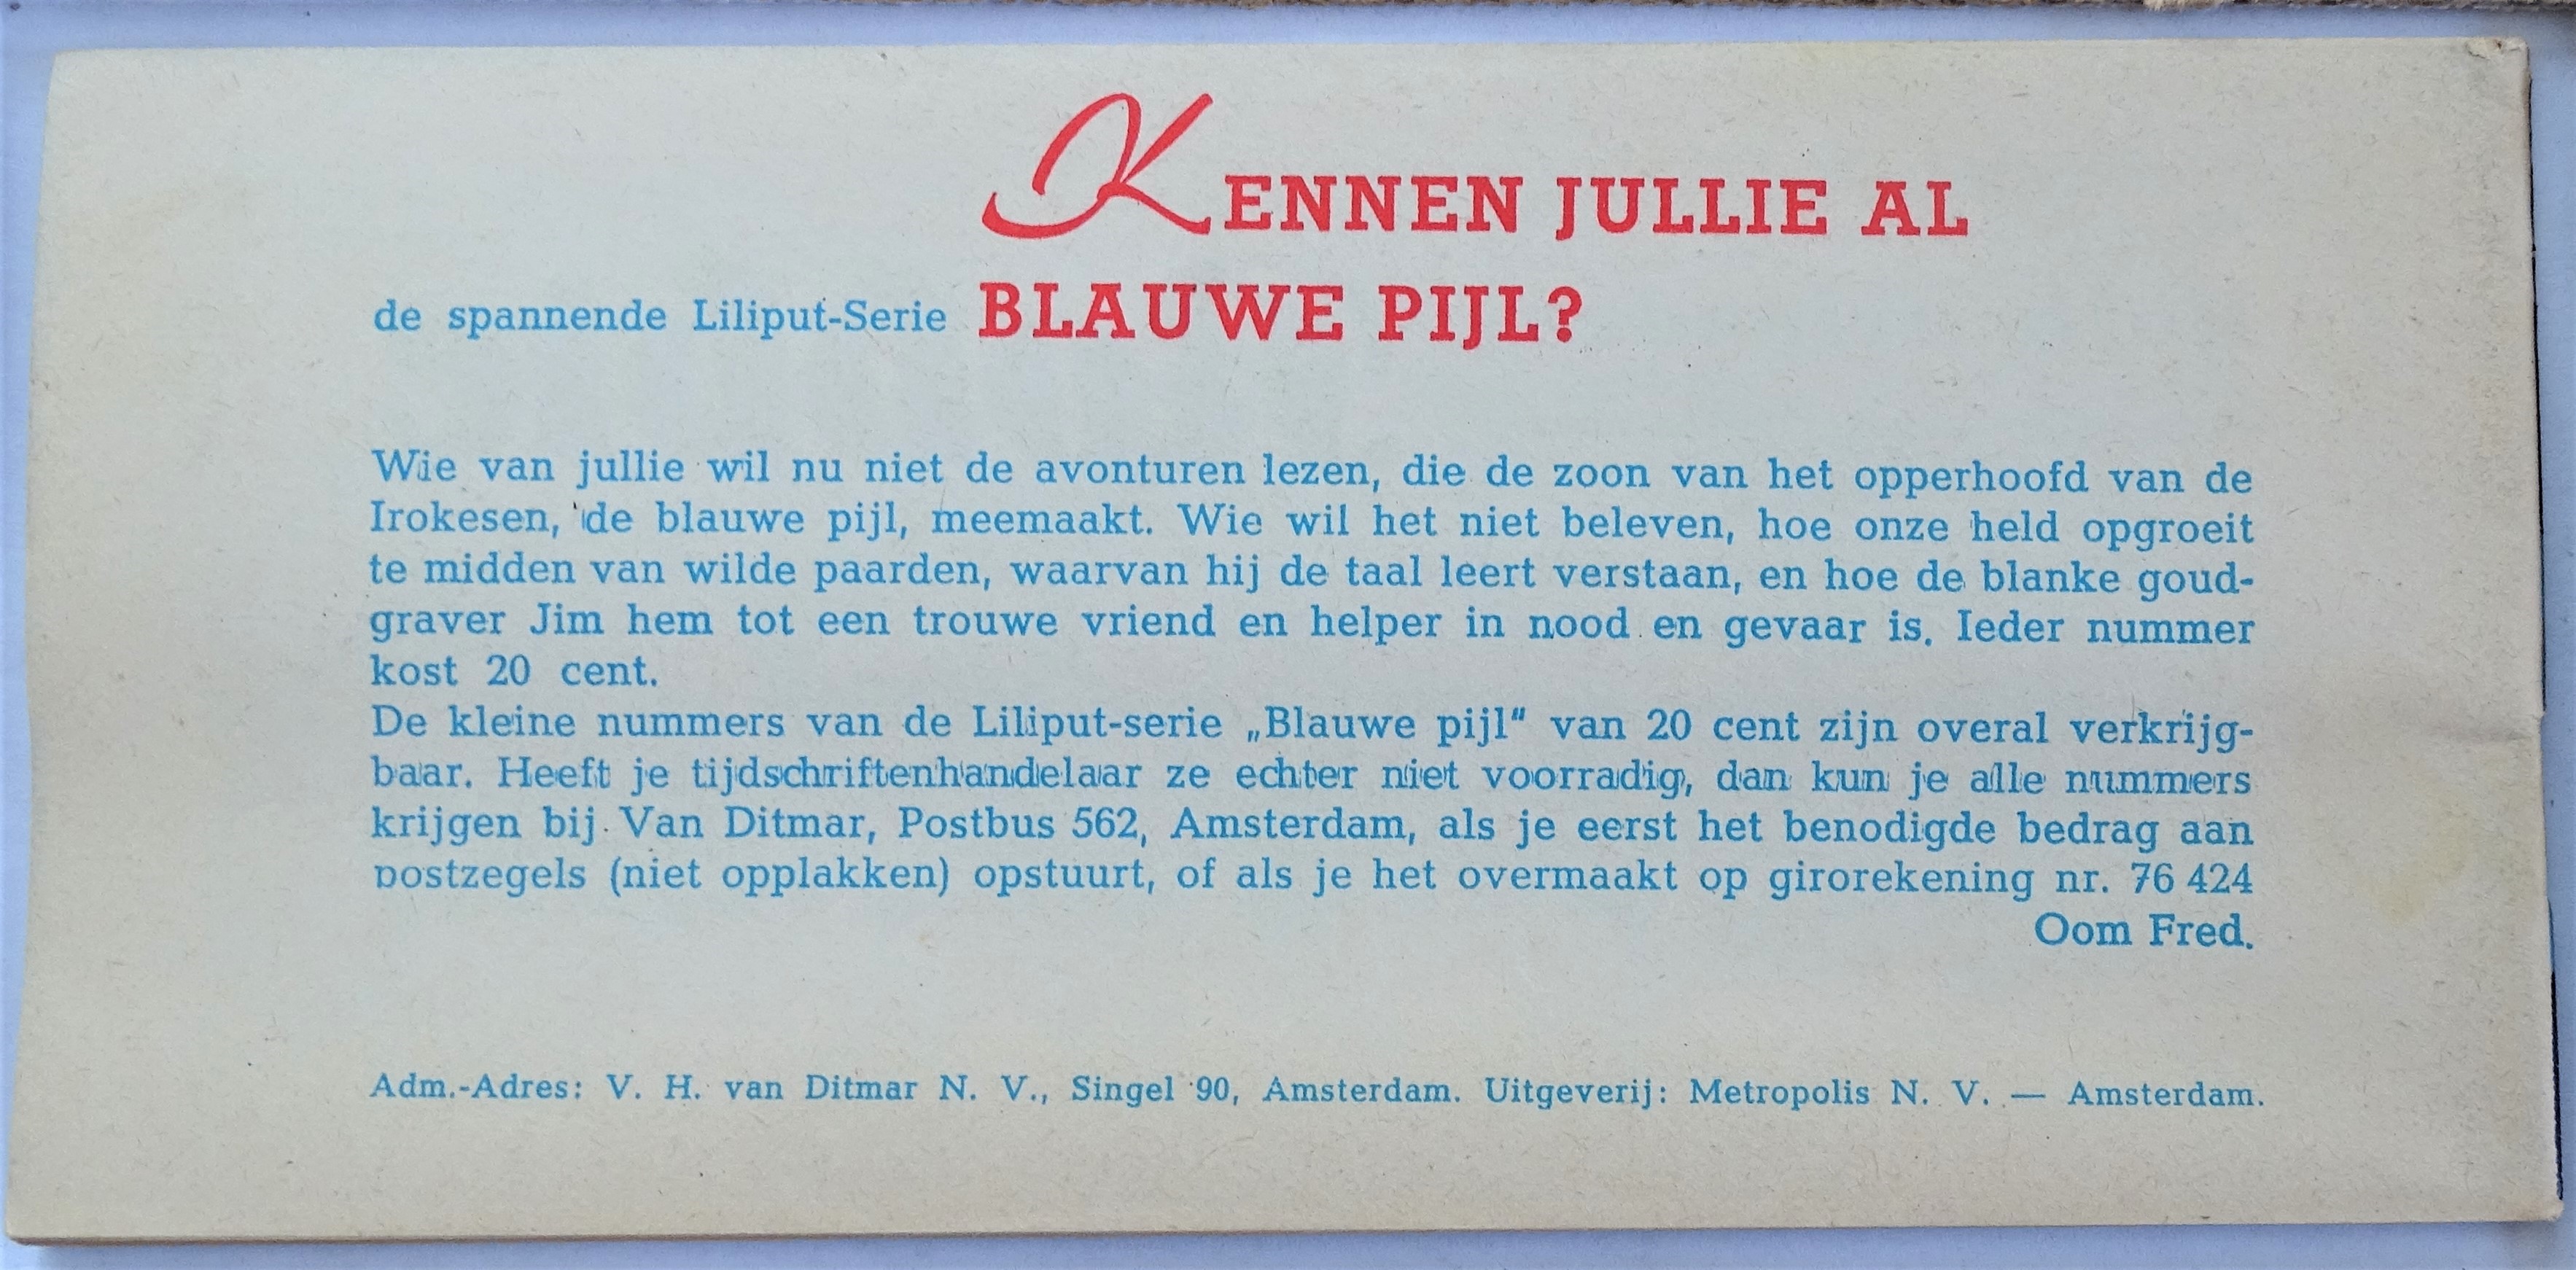 KENNEN JULLIE AL
de spannende Liliput-Serie BLAUWE PIJL?
Wie van jullie wil nu niet de avonturen lezen, die de zoon van het opperhoofd van de
Irokesen, de blauwe pijl, meemaakt. Wie wil het niet beleven, hoe onze held opgroeit
te midden van wilde paarden, waarvan hij de taal leert verstaan, en hoe de blanke goud-
graver Jim hem tot een trouwe vriend en helper in nood en gevaar is. Ieder nummer
kost 20 cent.
De kleine nummers van de Liliput-serie „Blauwe pijl“ van 20 cent zijn overal verkrijg-
baar. Heeft je tijdschriftenhandelaar ze echter niet voorradig, dan kun je alle nummers
krijgen bij Van Ditmar, Postbus 562, Amsterdam, als je eerst het benodigde bedrag aan
postzegels (niet opplakken) opstuurt, of als je het overmaakt op girorekening nr. 76 424
Oom Fred.
Adm.-Adres: V. H. van Ditmar N. V., Singel 90, Amsterdam. Uitgeverij: Metropolis N. V. — Amsterdam.